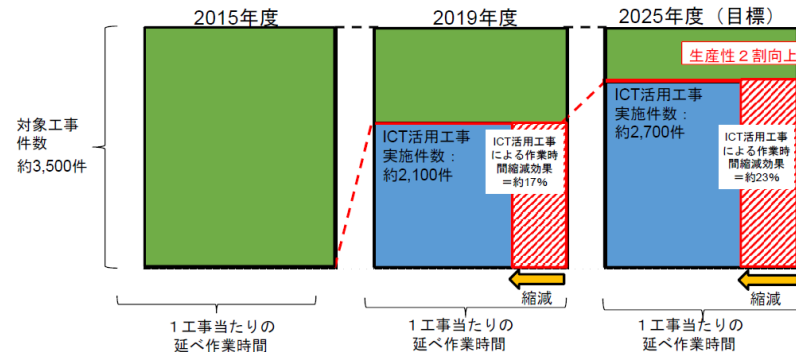 2015年度
2019年度
2025年度(目標)
生産性２割向上
対象工事
件数
約3,500件
ICT活用工事
実施件数：
約2,100件
ICT活用工事
による作業時
間縮減効果
＝約17%
ICT活用工事
実施件数：
約2,700件
ICT活用工事
による作業時
間縮減効果
＝約23%
縮減
縮減
１工事当たりの
延べ作業時間
１工事当たりの
延べ作業時間
１工事当たりの
延べ作業時間